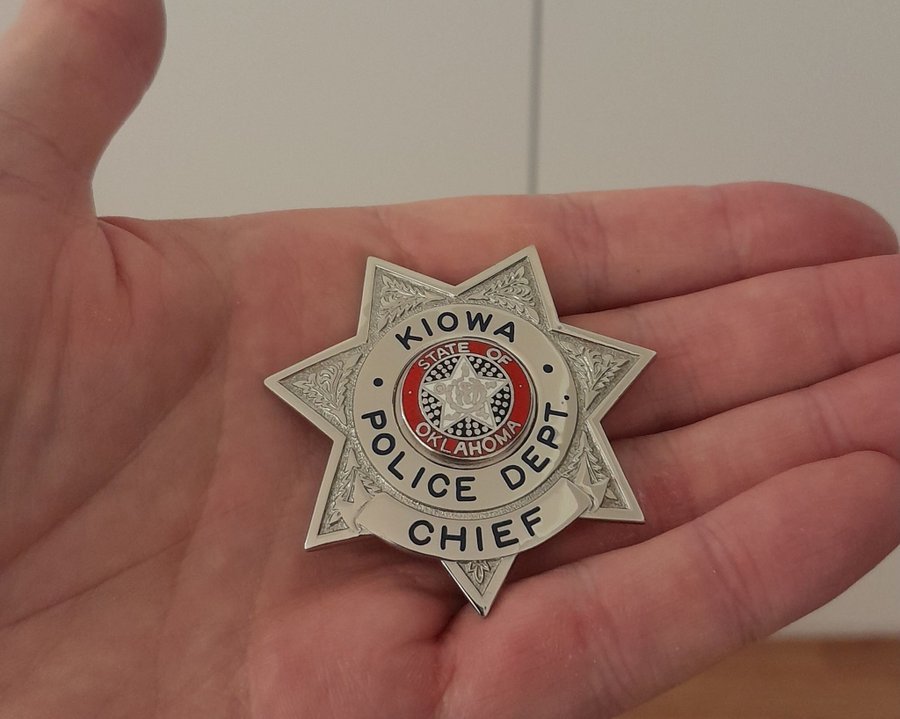 KIOWA
STATE OF
OKLAHOMA
POLICE DEPT.
CHIEF